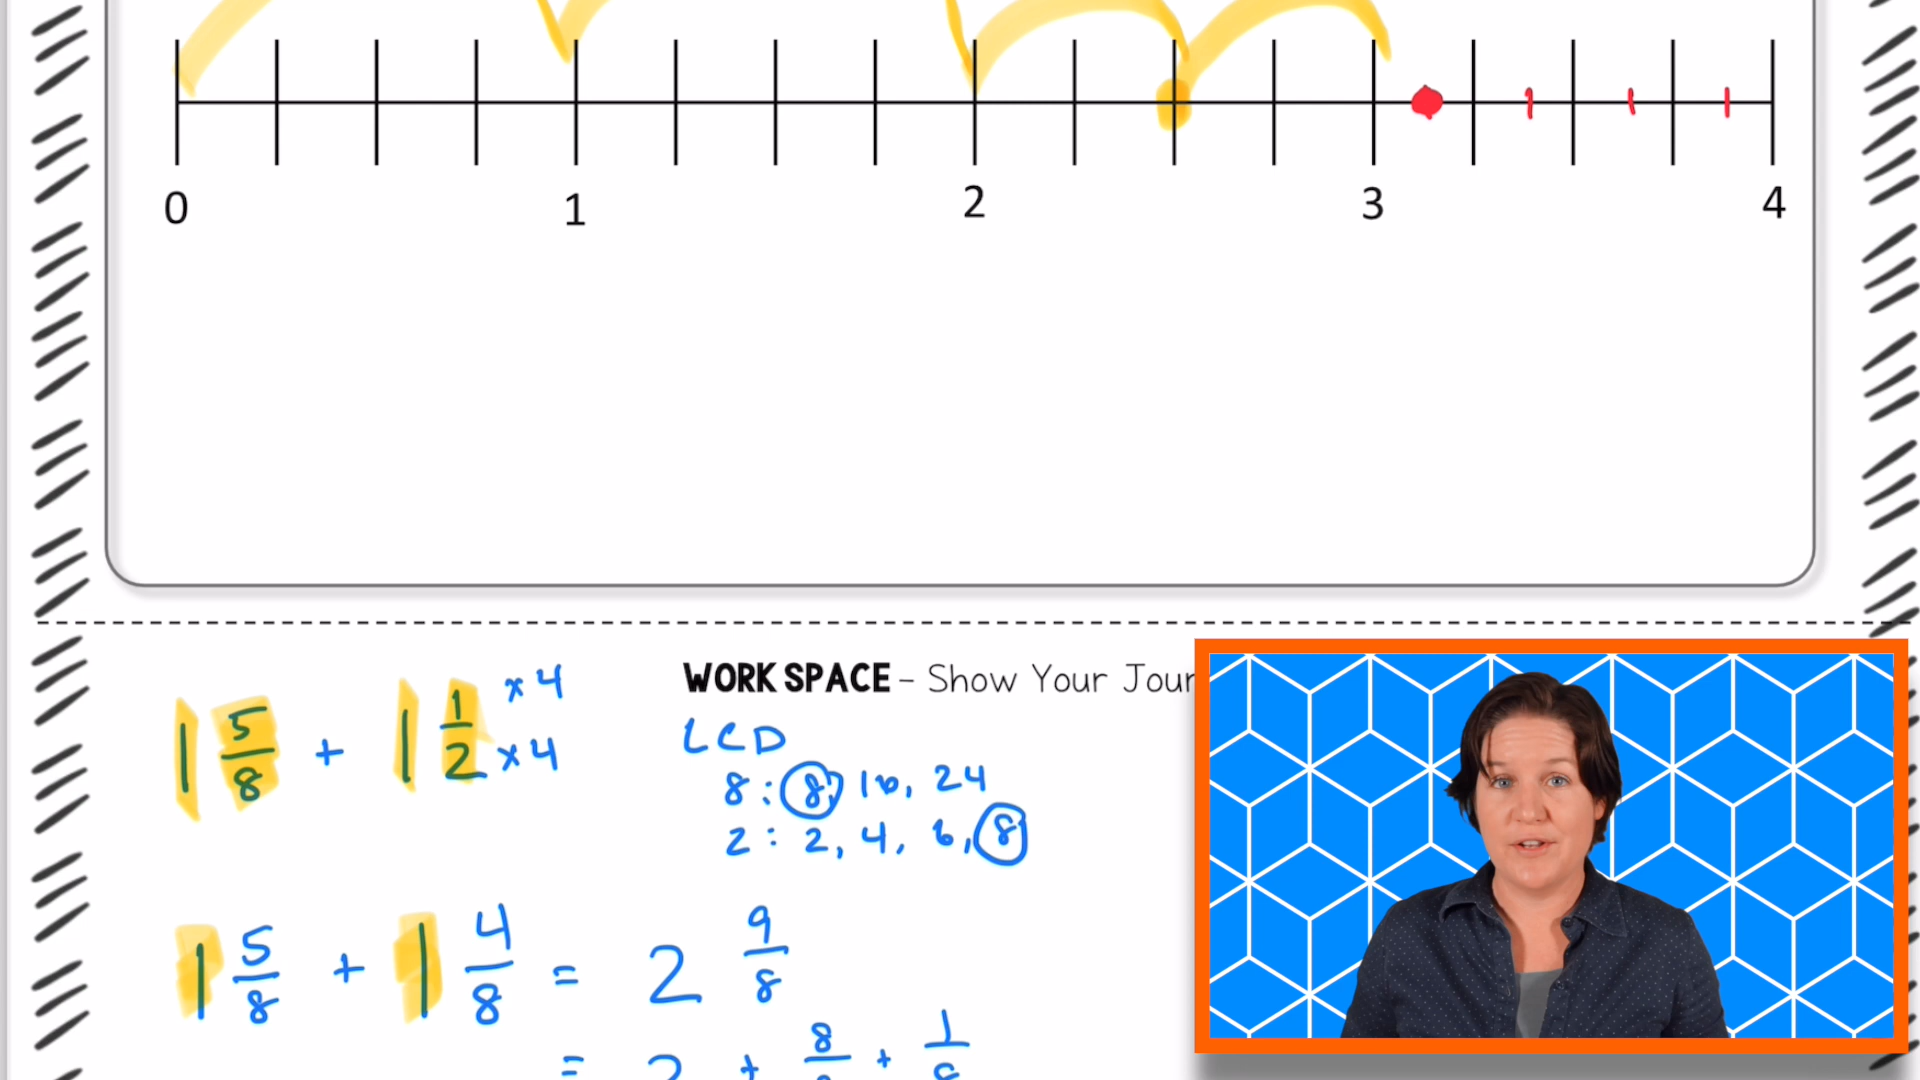 0 1 2 3 4
WORK SPACE - Show Your Jour
1 5/8 + 1 1/2 x4 x4
LCD
8: 8, 16, 24
2: 2, 4, 6, 8
1 5/8 + 1 4/8 = 2 9/8
= 2 + 8/8 + 1/8